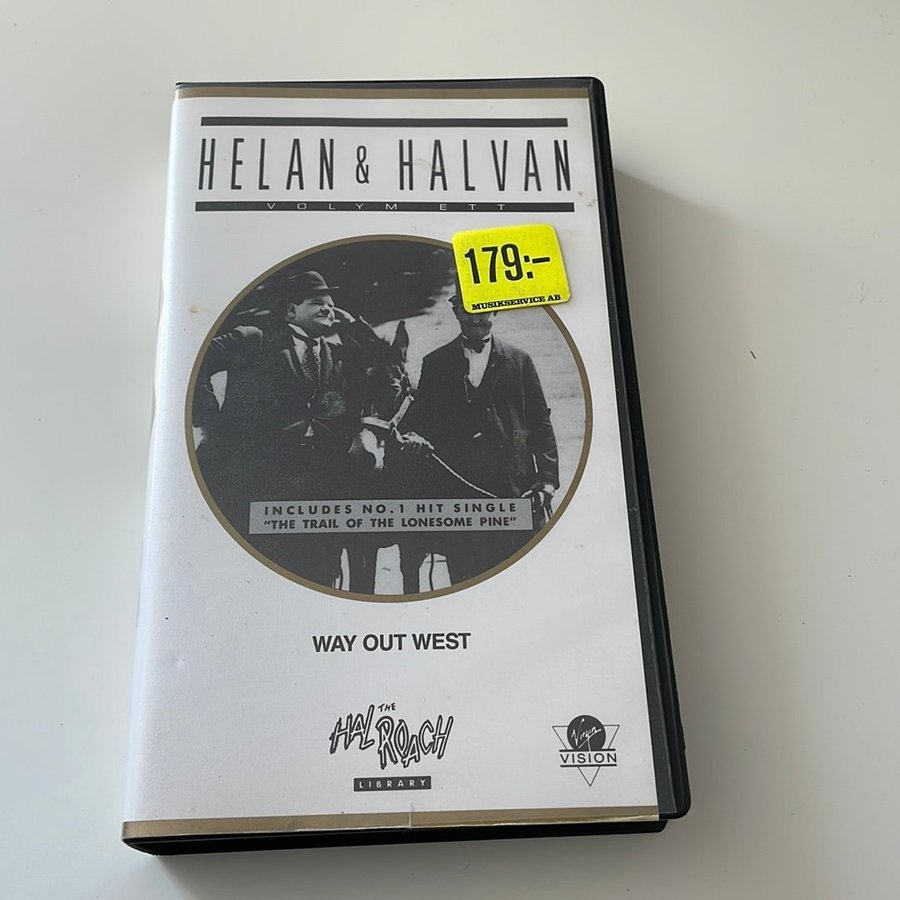 HELAN & HALVAN
VOLYM ETT
179:-
MUSIKSERVICE AB
INCLUDES NO.1 HIT SINGLE
"THE TRAIL OF THE LONESOME PINE"
WAY OUT WEST
THE
HAL ROACH
LIBRARY
Virgin
VISION